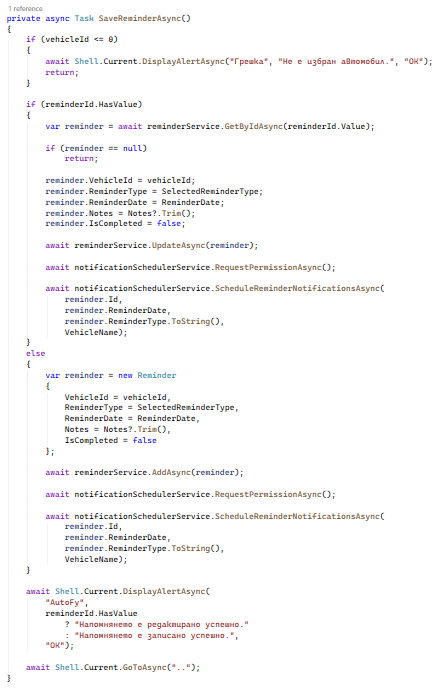 1 reference
private async Task SaveReminderAsync()
{
    if (vehicleId <= 0)
    {
        await Shell.Current.DisplayAlertAsync("Грешка", "Не е избран автомобил.", "ОК");
        return;
    }

    if (reminderId.HasValue)
    {
        var reminder = await reminderService.GetByIdAsync(reminderId.Value);

        if (reminder == null)
            return;

        reminder.VehicleId = vehicleId;
        reminder.ReminderType = SelectedReminderType;
        reminder.ReminderDate = ReminderDate;
        reminder.Notes = Notes?.Trim();
        reminder.IsCompleted = false;

        await reminderService.UpdateAsync(reminder);

        await notificationSchedulerService.RequestPermissionAsync();

        await notificationSchedulerService.ScheduleReminderNotificationsAsync(
            reminder.Id,
            reminder.ReminderDate,
            reminder.ReminderType.ToString(),
            VehicleName);
    }
    else
    {
        var reminder = new Reminder
        {
            VehicleId = vehicleId,
            ReminderType = SelectedReminderType,
            ReminderDate = ReminderDate,
            Notes = Notes?.Trim(),
            IsCompleted = false
        };

        await reminderService.AddAsync(reminder);

        await notificationSchedulerService.RequestPermissionAsync();

        await notificationSchedulerService.ScheduleReminderNotificationsAsync(
            reminder.Id,
            reminder.ReminderDate,
            reminder.ReminderType.ToString(),
            VehicleName);
    }

    await Shell.Current.DisplayAlertAsync(
        "AutoFy",
        reminderId.HasValue
            ? "Напомнянето е редактирано успешно."
            : "Напомнянето е записано успешно.",
        "ОК");

    await Shell.Current.GoToAsync("..");
}